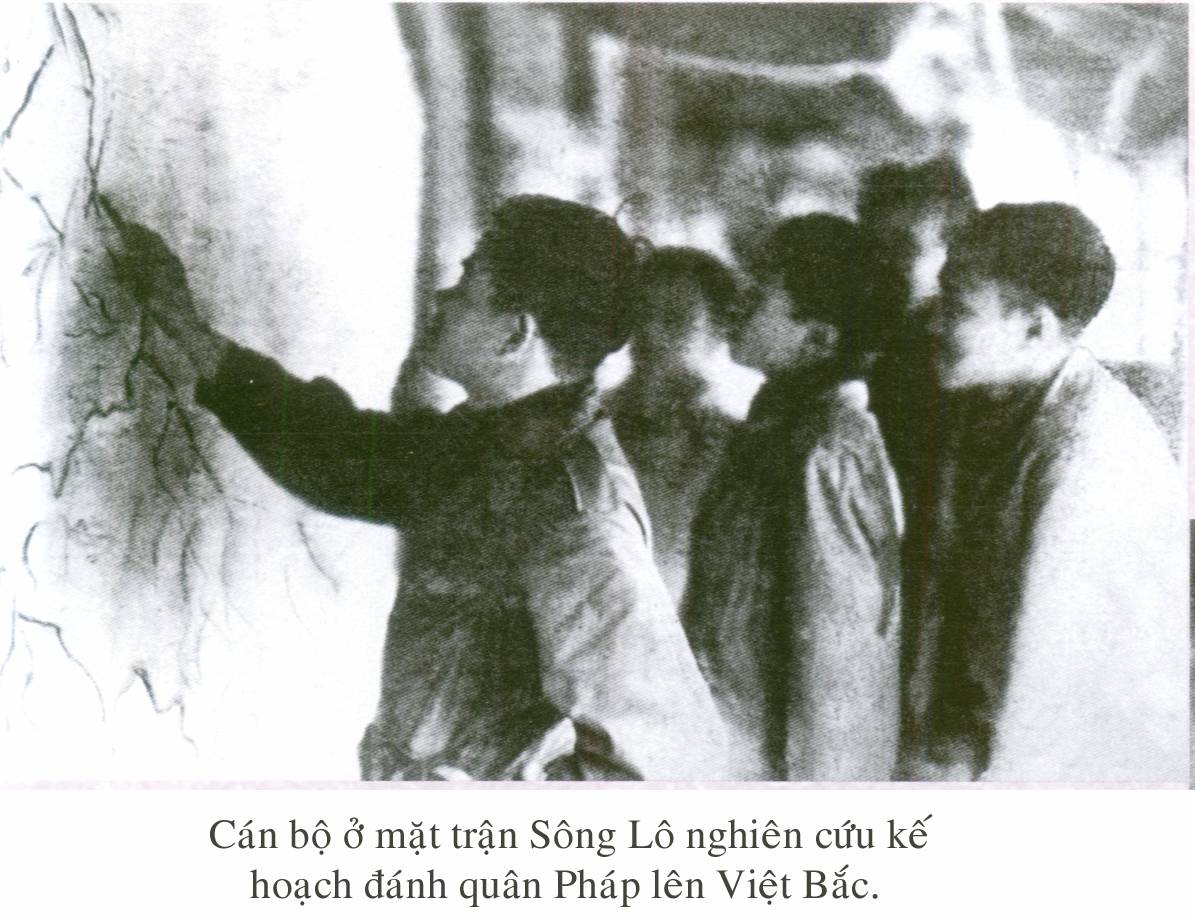 Cán bộ ở mặt trận Sông Lô nghiên cứu kế
hoạch đánh quân Pháp lên Việt Bắc.